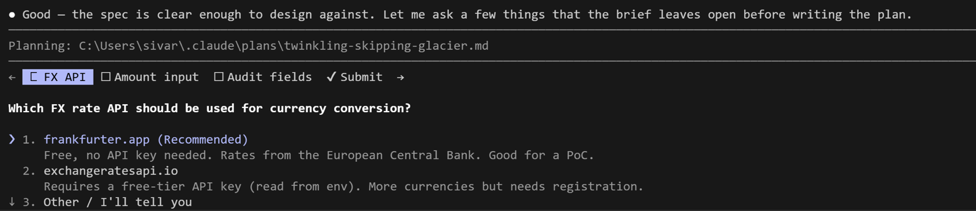 ● Good — the spec is clear enough to design against. Let me ask a few things that the brief leaves open before writing the plan.
Planning: C:\Users\sivar\.claude\plans\twinkling-skipping-glacier.md
← ☐ FX API ☐ Amount input ☐ Audit fields ✓ Submit →
Which FX rate API should be used for currency conversion?
❯ 1. frankfurter.app (Recommended)
Free, no API key needed. Rates from the European Central Bank. Good for a PoC.
2. exchangeratesapi.io
Requires a free-tier API key (read from env). More currencies but needs registration.
↓ 3. Other / I'll tell you